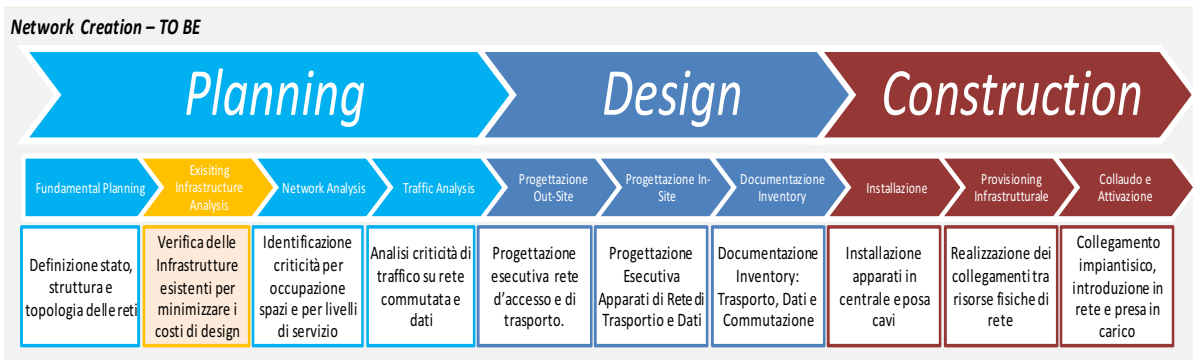 Network Creation – TO BE
Planning
Design
Construction
Fundamental Planning
Exisiting
Infrastructure
Analysis
Network Analysis
Traffic Analysis
Progettazione
Out-Site
Progettazione In-
Site
Documentazione
Inventory
Installazione
Provisioning
Infrastrutturale
Collaudo e
Attivazione
Definizione stato,
struttura e
topologia delle reti
Verifica delle
Infrastrutture
esistenti per
minimizzare i
costi di design
Identificazione
criticità per
occupazione
spazi e per livelli
di servizio
Analisi criticità di
traffico su rete
commutata e
dati
Progettazione
esecutiva rete
d'accesso e di
trasporto.
Progettazione
Esecutiva
Apparati di Rete di
Trasportio e Dati
Documentazione
Inventory:
Trasporto, Dati e
Commutazione
Installazione
apparati in
centrale e posa
cavi
Realizzazione dei
collegamenti tra
risorse fisiche di
rete
Collegamento
impiantisico,
introduzione in
rete e presa in
carico